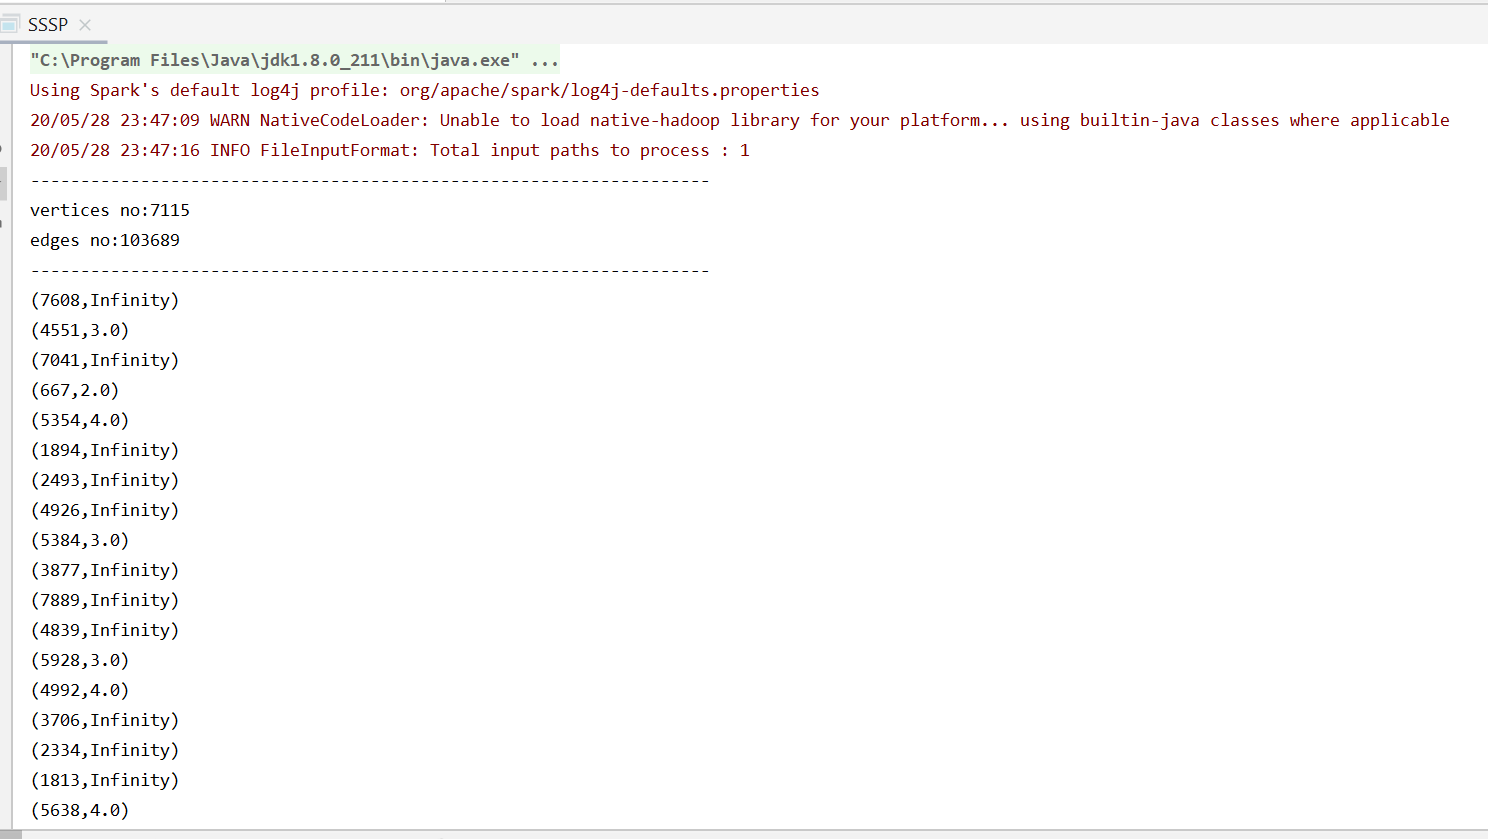 SSSP
"C:\Program Files\Java\jdk1.8.0_211\bin\java.exe" ...
Using Spark's default log4j profile: org/apache/spark/log4j-defaults.properties
20/05/28 23:47:09 WARN NativeCodeLoader: Unable to load native-hadoop library for your platform... using builtin-java classes where applicable
20/05/28 23:47:16 INFO FileInputFormat: Total input paths to process : 1
--------------------------------------------------------------------
vertices no:7115
edges no:103689
--------------------------------------------------------------------
(7608,Infinity)
(4551,3.0)
(7041,Infinity)
(667,2.0)
(5354,4.0)
(1894,Infinity)
(2493,Infinity)
(4926,Infinity)
(5384,3.0)
(3877,Infinity)
(7889,Infinity)
(4839,Infinity)
(5928,3.0)
(4992,4.0)
(3706,Infinity)
(2334,Infinity)
(1813,Infinity)
(5638,4.0)